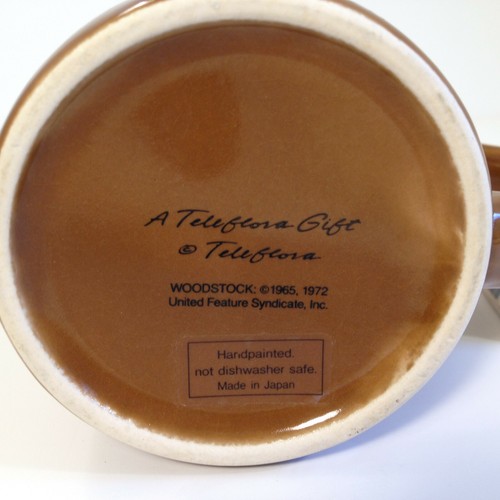 A Teleflora Gift
© Teleflora
WOODSTOCK: ©1965, 1972
United Feature Syndicate, Inc.
Handpainted.
not dishwasher safe.
Made in Japan